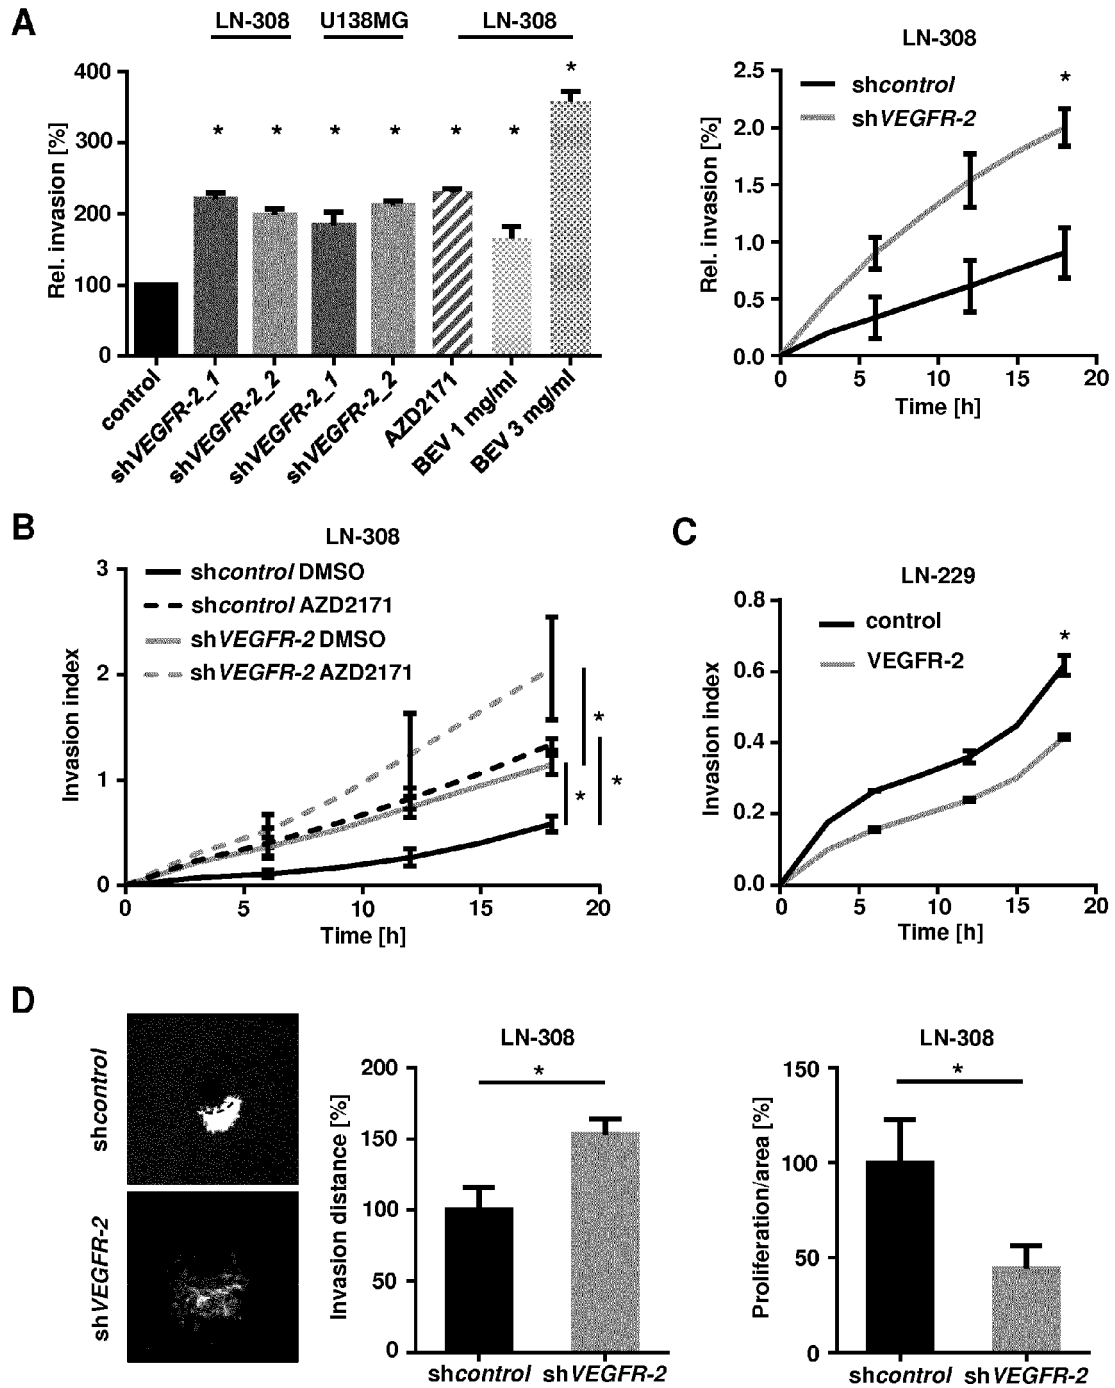 A
LN-308 U138MG LN-308
400
300
200
100
0
Rel. invasion [%]
* * * * * * *
control
shVEGFR-2_1
shVEGFR-2_2
shVEGFR-2_1
shVEGFR-2_2
AZD2171
BEV 1 mg/ml
BEV 3 mg/ml
LN-308
shcontrol
shVEGFR-2
*
2.5
2.0
1.5
1.0
0.5
0.0
Rel. invasion [%]
0 5 10 15 20
Time [h]
B
LN-308
shcontrol DMSO
shcontrol AZD2171
shVEGFR-2 DMSO
shVEGFR-2 AZD2171
3
2
1
0
Invasion index
* * *
0 5 10 15 20
Time [h]
C
LN-229
control
VEGFR-2
*
0.8
0.6
0.4
0.2
0.0
Invasion index
0 5 10 15 20
Time [h]
D
shcontrol
shVEGFR-2
LN-308
*
200
150
100
50
0
Invasion distance [%]
shcontrol shVEGFR-2
LN-308
*
150
100
50
0
Proliferation/area [%]
shcontrol shVEGFR-2